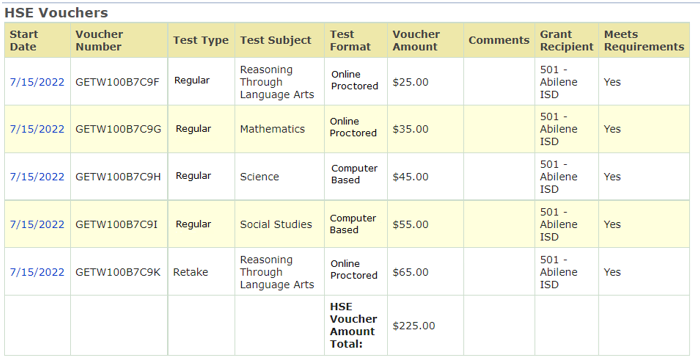 HSE Vouchers
Start Date Voucher Number Test Type Test Subject Test Format Voucher Amount Comments Grant Recipient Meets Requirements
7/15/2022 GETW100B7C9F Regular Reasoning Through Language Arts Online Proctored $25.00 501 - Abilene ISD Yes
7/15/2022 GETW100B7C9G Regular Mathematics Online Proctored $35.00 501 - Abilene ISD Yes
7/15/2022 GETW100B7C9H Regular Science Computer Based $45.00 501 - Abilene ISD Yes
7/15/2022 GETW100B7C9I Regular Social Studies Computer Based $55.00 501 - Abilene ISD Yes
7/15/2022 GETW100B7C9K Retake Reasoning Through Language Arts Online Proctored $65.00 501 - Abilene ISD Yes
HSE Voucher Amount Total: $225.00